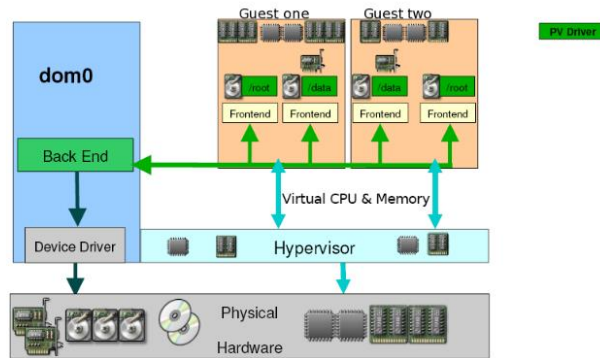 Guest one
Guest two
PV Driver
dom0
/root
/data
/data
/root
Frontend
Frontend
Frontend
Frontend
Back End
Virtual CPU & Memory
Device Driver
Hypervisor
Physical
Hardware